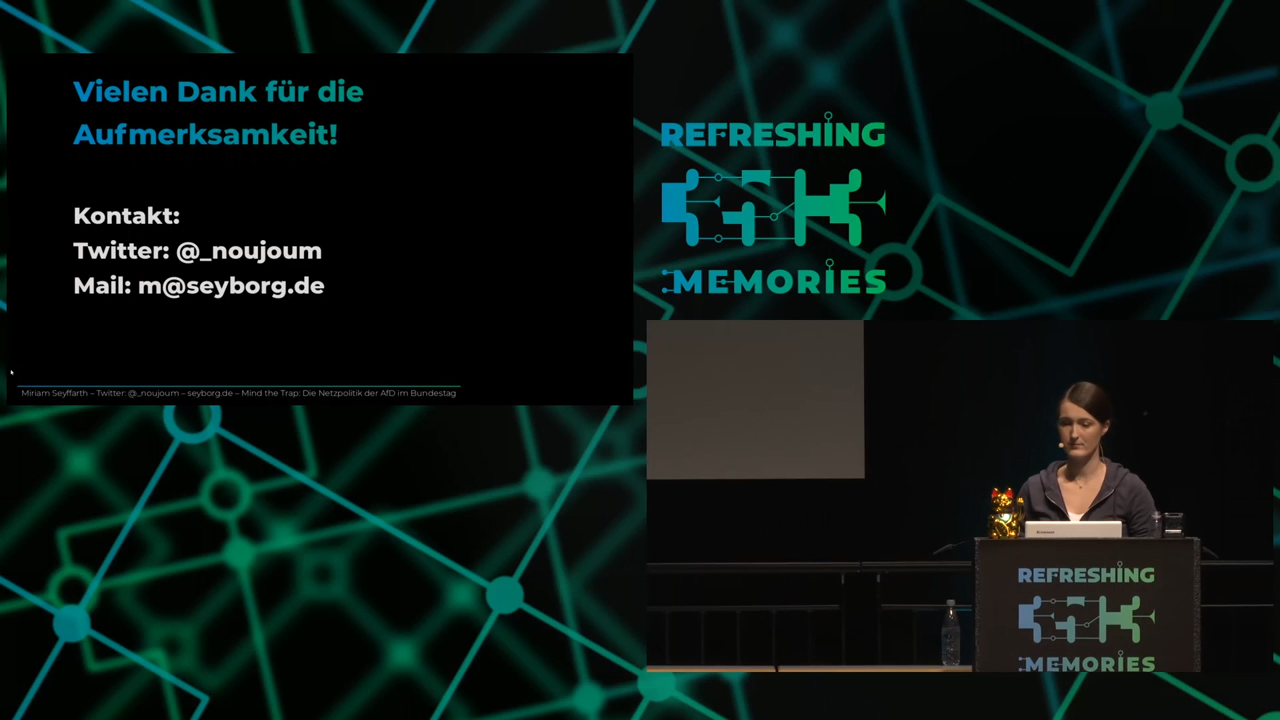 Vielen Dank für die
Aufmerksamkeit!
Kontakt:
Twitter: @_noujoum
Mail: m@seyborg.de
Miriam Seyffarth – Twitter: @_noujoum – seyborg.de – Mind the Trap: Die Netzpolitik der AfD im Bundestag
REFRESHING
MEMORIES
Lenovo
REFRESHING
MEMORIES